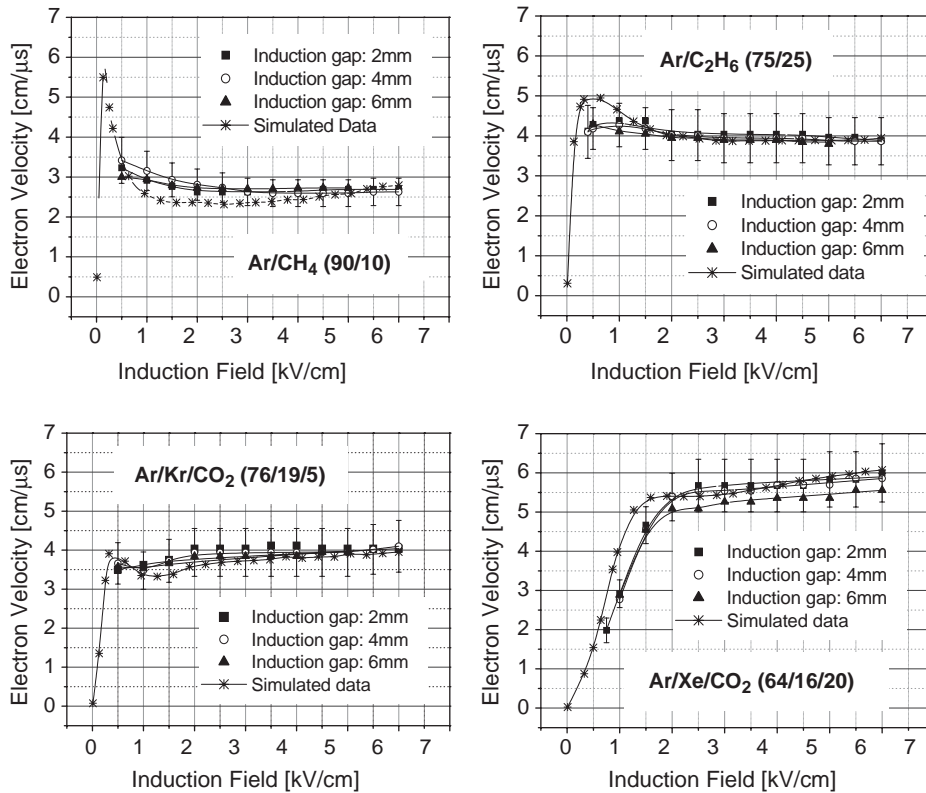 7
6
5
4
3
2
1
0
Electron Velocity [cm/µs]
Induction gap: 2mm
Induction gap: 4mm
Induction gap: 6mm
Simulated Data
Ar/CH4 (90/10)
0 1 2 3 4 5 6 7
Induction Field [kV/cm]
7
6
5
4
3
2
1
0
Electron Velocity [cm/µs]
Ar/C2H6 (75/25)
Induction gap: 2mm
Induction gap: 4mm
Induction gap: 6mm
Simulated data
0 1 2 3 4 5 6 7
Induction Field [kV/cm]
7
6
5
4
3
2
1
0
Electron Velocity [cm/µs]
Ar/Kr/CO2 (76/19/5)
Induction gap: 2mm
Induction gap: 4mm
Induction gap: 6mm
Simulated data
0 1 2 3 4 5 6 7
Induction Field [kV/cm]
7
6
5
4
3
2
1
0
Electron Velocity [cm/µs]
Induction gap: 2mm
Induction gap: 4mm
Induction gap: 6mm
Simulated data
Ar/Xe/CO2 (64/16/20)
0 1 2 3 4 5 6 7
Induction Field [kV/cm]